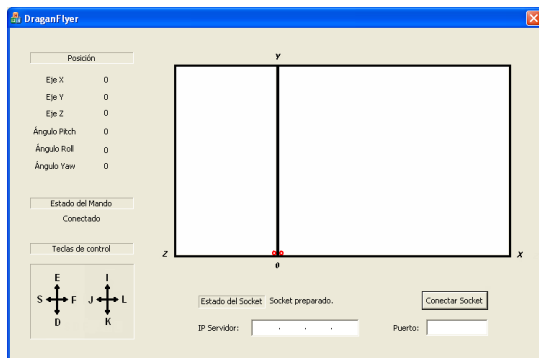 DraganFlyer
Posición
Eje X 0
Eje Y 0
Eje Z 0
Ángulo Pitch 0
Ángulo Roll 0
Ángulo Yaw 0
Estado del Mando
Conectado
Teclas de control
E
S F
D
I
J L
K
Y
Z
X
0
Estado del Socket Socket preparado.
Conectar Socket
IP Servidor: . . .
Puerto: